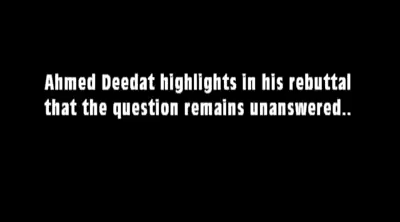 Ahmed Deedat highlights in his rebuttal
that the question remains unanswered..